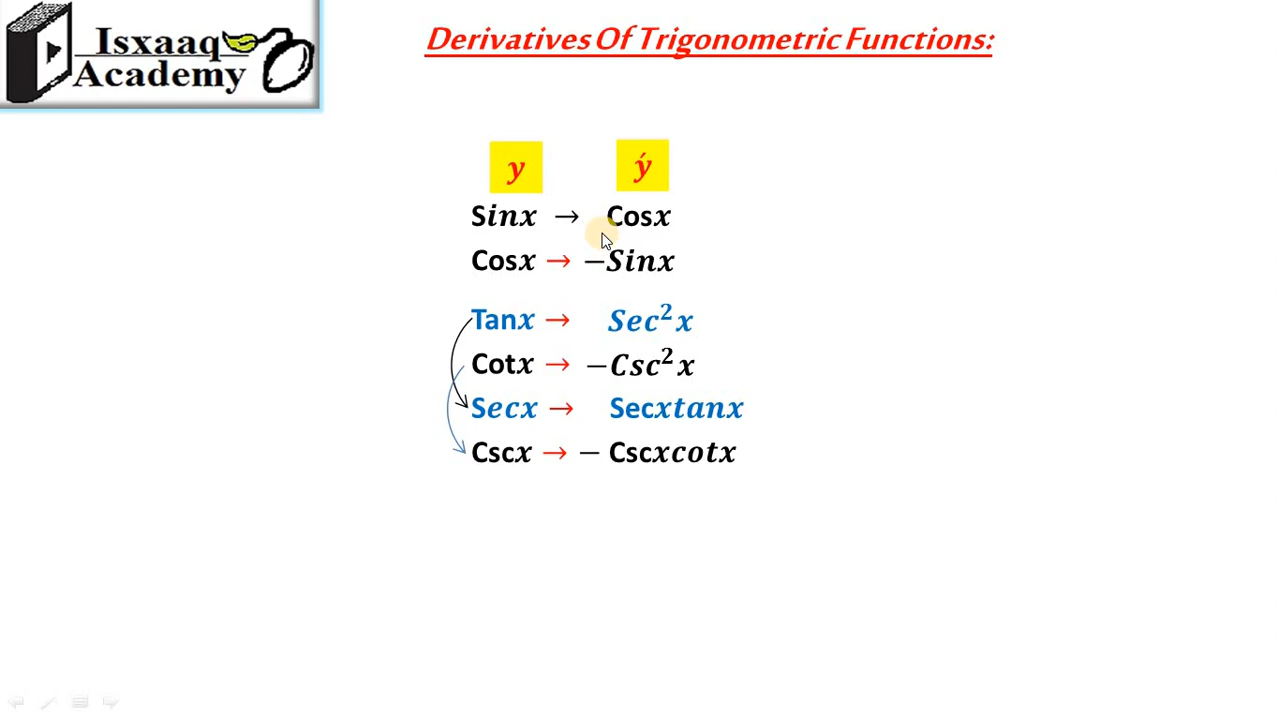 Isxaaq
Academy
Derivatives Of Trigonometric Functions:
y ý
Sinx → Cosx
Cosx → −Sinx
Tanx → Sec²x
Cotx → −Csc²x
Secx → Secxtanx
Cscx → − Cscxcotx